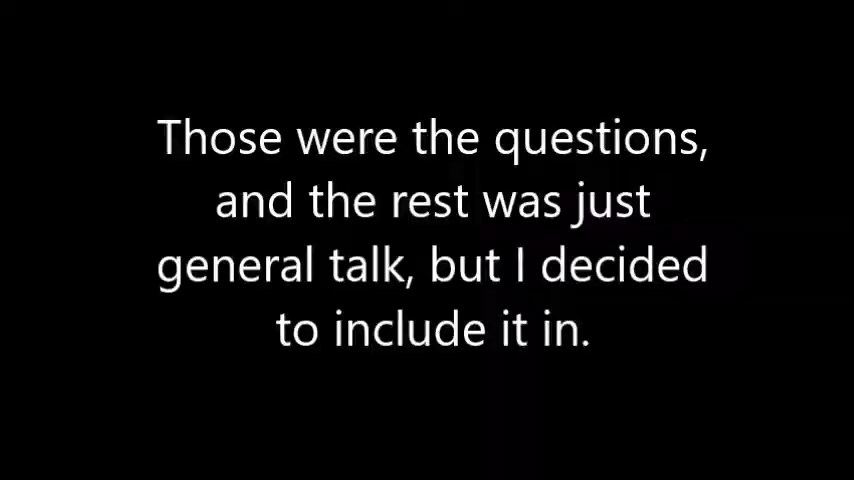 Those were the questions,
and the rest was just
general talk, but I decided
to include it in.